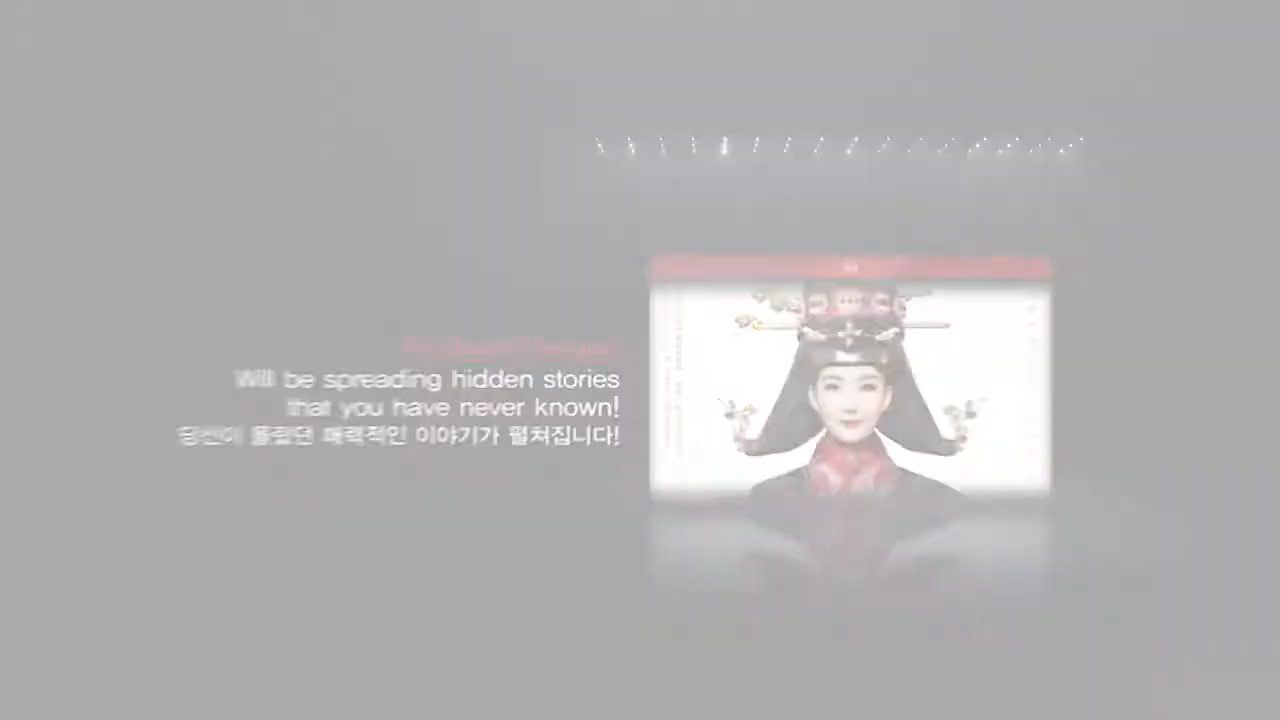 Will be spreading hidden stories
that you have never known!
당신이 몰랐던 매력적인 이야기가 펼쳐집니다!